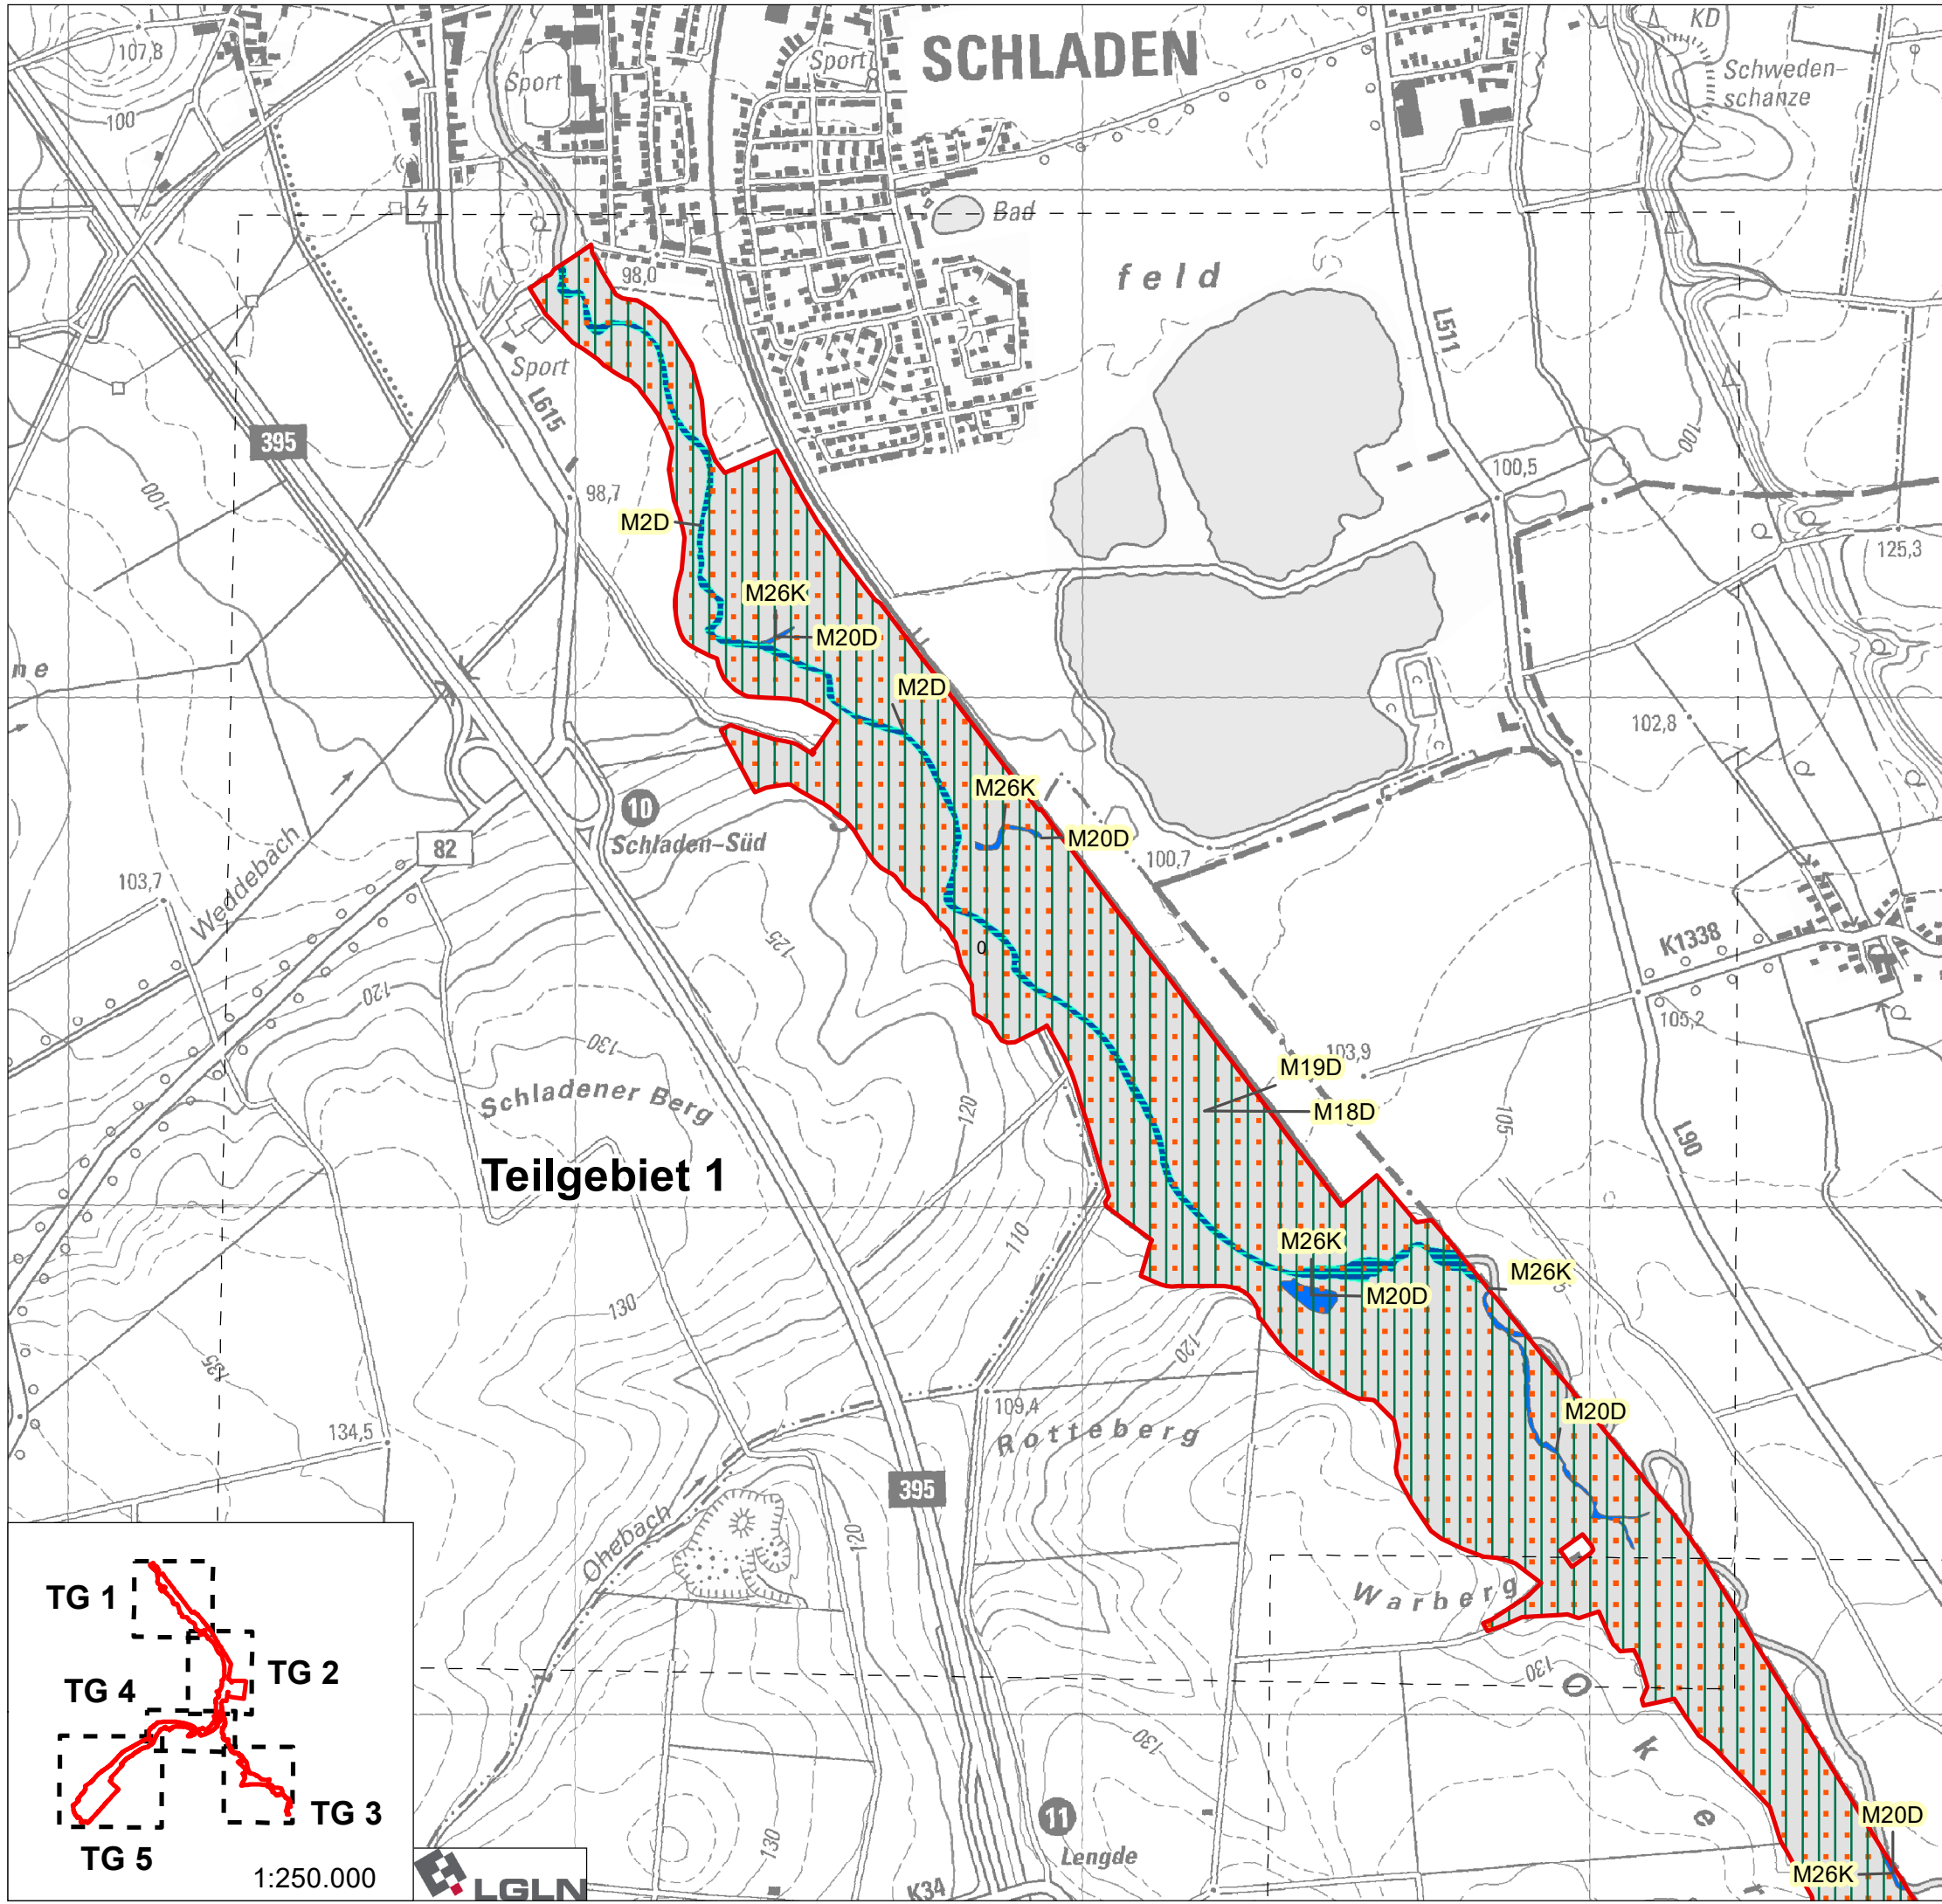 107,8
Sport
Sport
SCHLADEN
KD
Schweden-
schanze
100
Bad
98,0
feld
L511
Sport
L615
395
100
98,7
100,5
100
M2D
125,3
M26K
M20D
ne
M2D
102,8
M26K
10
Schladen-Süd
82
M20D
100,7
103,7
Weddebach
125
0
K1338
120
105,2
130
103,9
M19D
Schladener Berg
120
M18D
105
L90
Teilgebiet 1
110
M26K
M26K
M20D
130
120
135
109,4
M20D
134,5
Rotteberg
395
Ohebach
120
TG 1
Warberg
TG 2
130
TG 4
Oker
130
TG 3
11
M20D
TG 5
130
Lengde
1:250.000
M26K
LGLN
K34